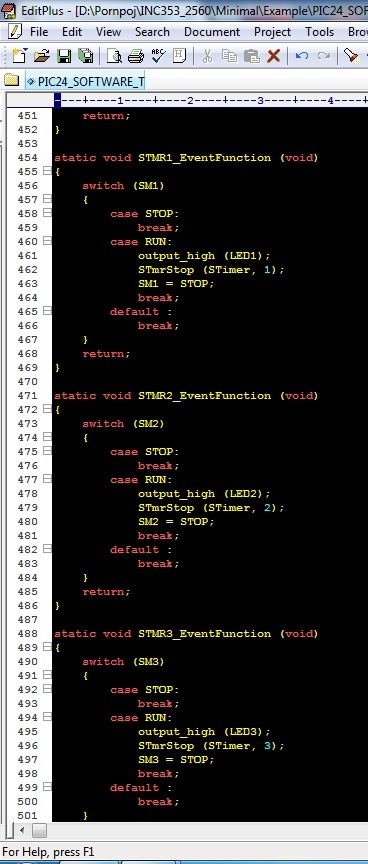 EditPlus - [D:\Pornpoj\INC353_2560\Minimal\Example\PIC24_SOF
File Edit View Search Document Project Tools Brow
PIC24_SOFTWARE_T
----+----1----+----2----+----3----+----4----
451 return;
452 }
453
454 static void STMR1_EventFunction (void)
455 {
456 switch (SM1)
457 {
458 case STOP:
459 break;
460 case RUN:
461 output_high (LED1);
462 STmrStop (STimer, 1);
463 SM1 = STOP;
464 break;
465 default :
466 break;
467 }
468 return;
469 }
470
471 static void STMR2_EventFunction (void)
472 {
473 switch (SM2)
474 {
475 case STOP:
476 break;
477 case RUN:
478 output_high (LED2);
479 STmrStop (STimer, 2);
480 SM2 = STOP;
481 break;
482 default :
483 break;
484 }
485 return;
486 }
487
488 static void STMR3_EventFunction (void)
489 {
490 switch (SM3)
491 {
492 case STOP:
493 break;
494 case RUN:
495 output_high (LED3);
496 STmrStop (STimer, 3);
497 SM3 = STOP;
498 break;
499 default :
500 break;
501 }
For Help, press F1